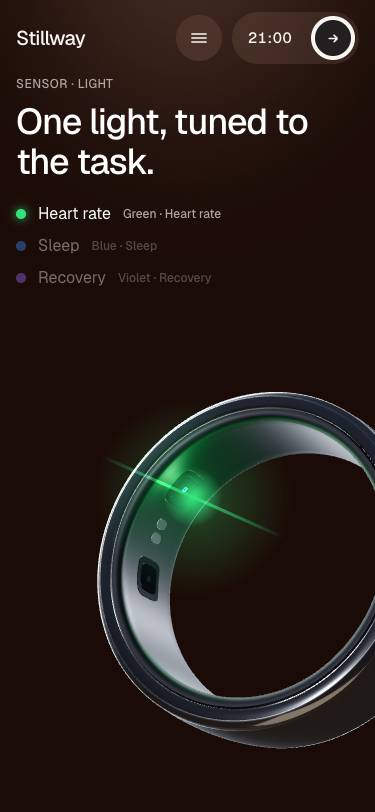 Stillway
21:00
SENSOR · LIGHT
One light, tuned to
the task.
Heart rate Green · Heart rate
Sleep Blue · Sleep
Recovery Violet · Recovery